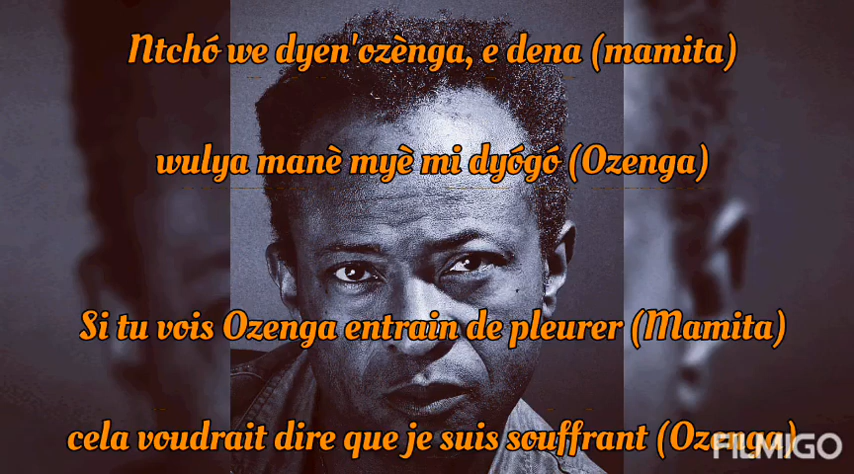 Ntchó we dyen'ozènga, e dena (mamita)
wulya manè myè mi dyógó (Ozenga)
Si tu vois Ozenga entrain de pleurer (Mamita)
cela voudrait dire que je suis souffrant (Ozenga)
FILMIGO